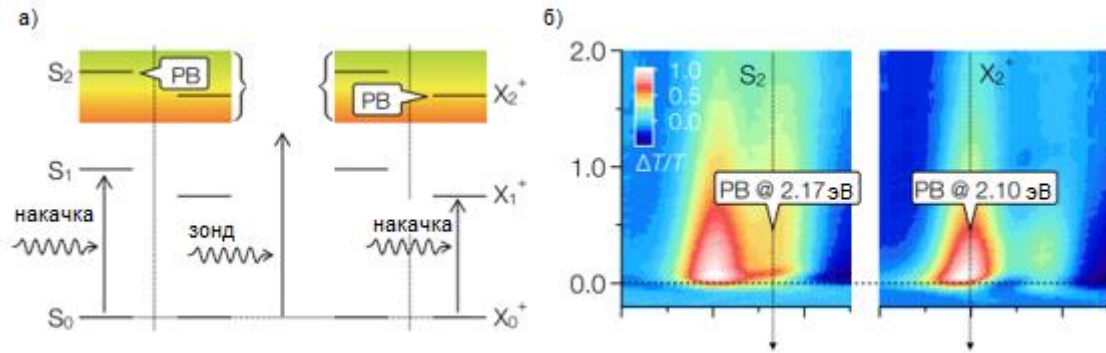 а)
S₂
PB
PB
X₂⁺
S₁
X₁⁺
накачка
зонд
накачка
S₀
X₀⁺
б)
2.0
1.0
0.0
S₂
X₂⁺
1.0
0.5
0.0
ΔT/T
PB @ 2.17 эВ
PB @ 2.10 эВ